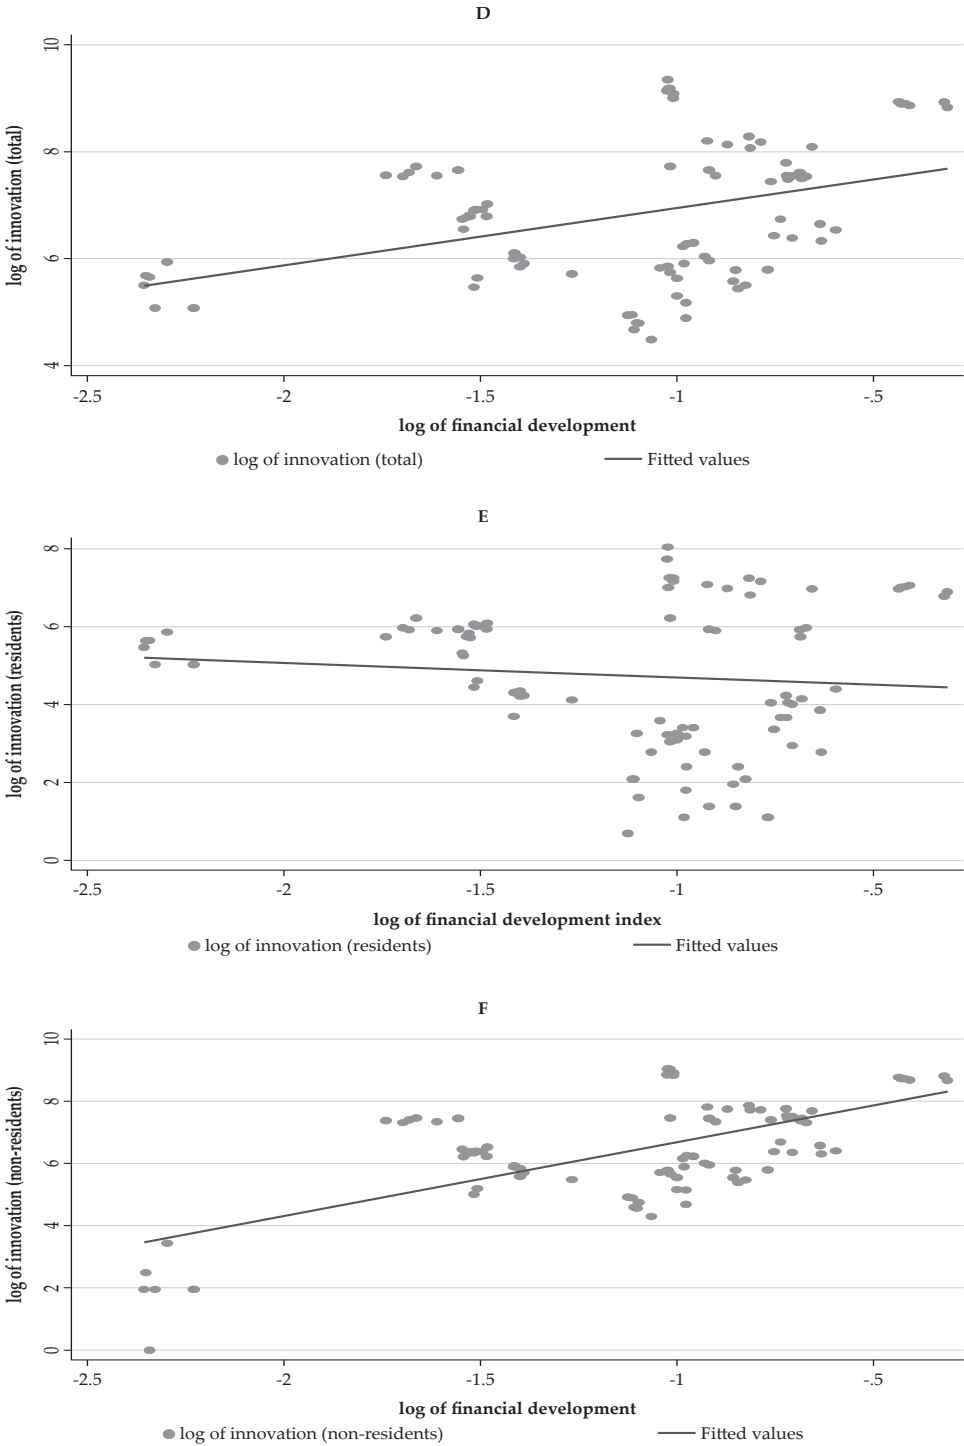 D
log of innovation (total)
10
8
6
4
-2.5 -2 -1.5 -1 -.5
log of financial development
log of innovation (total) Fitted values
E
log of innovation (residents)
8
6
4
2
0
-2.5 -2 -1.5 -1 -.5
log of financial development index
log of innovation (residents) Fitted values
F
log of innovation (non-residents)
10
8
6
4
2
0
-2.5 -2 -1.5 -1 -.5
log of financial development
log of innovation (non-residents) Fitted values